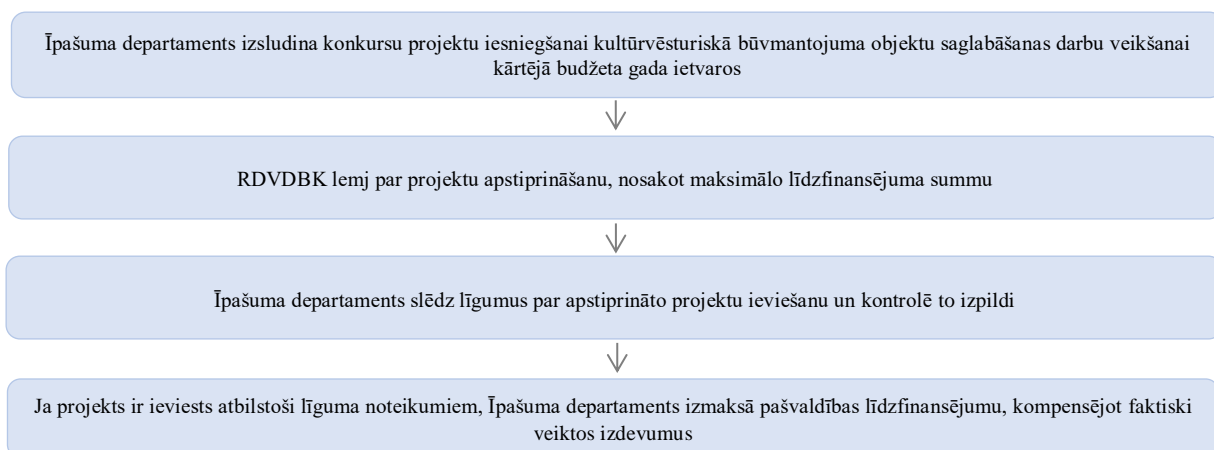 Īpašuma departaments izsludina konkursu projektu iesniegšanai kultūrvēsturiskā būvmantojuma objektu saglabāšanas darbu veikšanai
kārtējā budžeta gada ietvaros
RDVDBK lemj par projektu apstiprināšanu, nosakot maksimālo līdzfinansējuma summu
Īpašuma departaments slēdz līgumus par apstiprināto projektu ieviešanu un kontrolē to izpildi
Ja projekts ir ieviests atbilstoši līguma noteikumiem, Īpašuma departaments izmaksā pašvaldības līdzfinansējumu, kompensējot faktiski
veiktos izdevumus